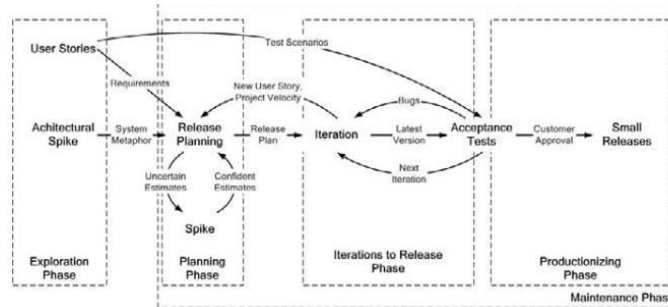 User Stories
Test Scenarios
Requirements
New User Story,
Project Velocity
Bugs
Achitectural
Spike
System
Metaphor
Release
Planning
Release
Plan
Iteration
Latest
Version
Acceptance
Tests
Customer
Approval
Small
Releases
Uncertain
Estimates
Confident
Estimates
Next
Iteration
Spike
Exploration
Phase
Planning
Phase
Iterations to Release
Phase
Productionizing
Phase
Maintenance Phas